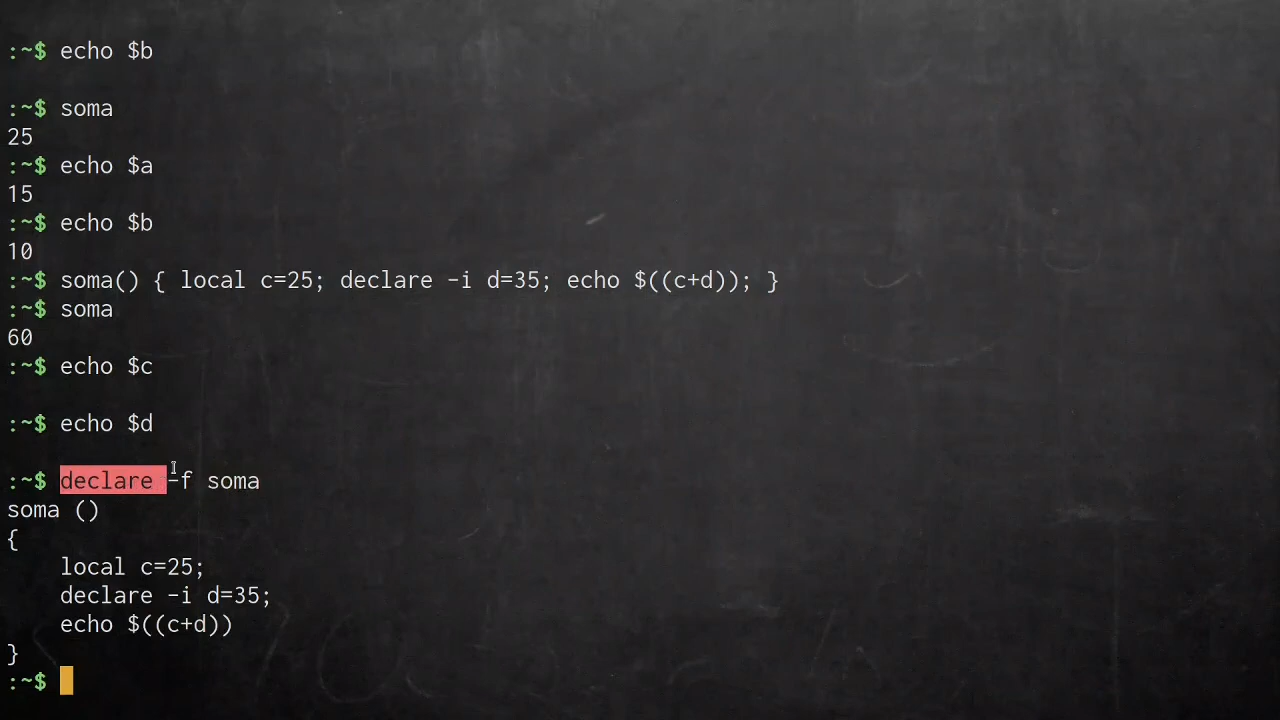 :~$ echo $b
:~$ soma
25
:~$ echo $a
15
:~$ echo $b
10
:~$ soma() { local c=25; declare -i d=35; echo $((c+d)); }
:~$ soma
60
:~$ echo $c
:~$ echo $d
:~$ declare -f soma
soma ()
{
    local c=25;
    declare -i d=35;
    echo $((c+d))
}
:~$